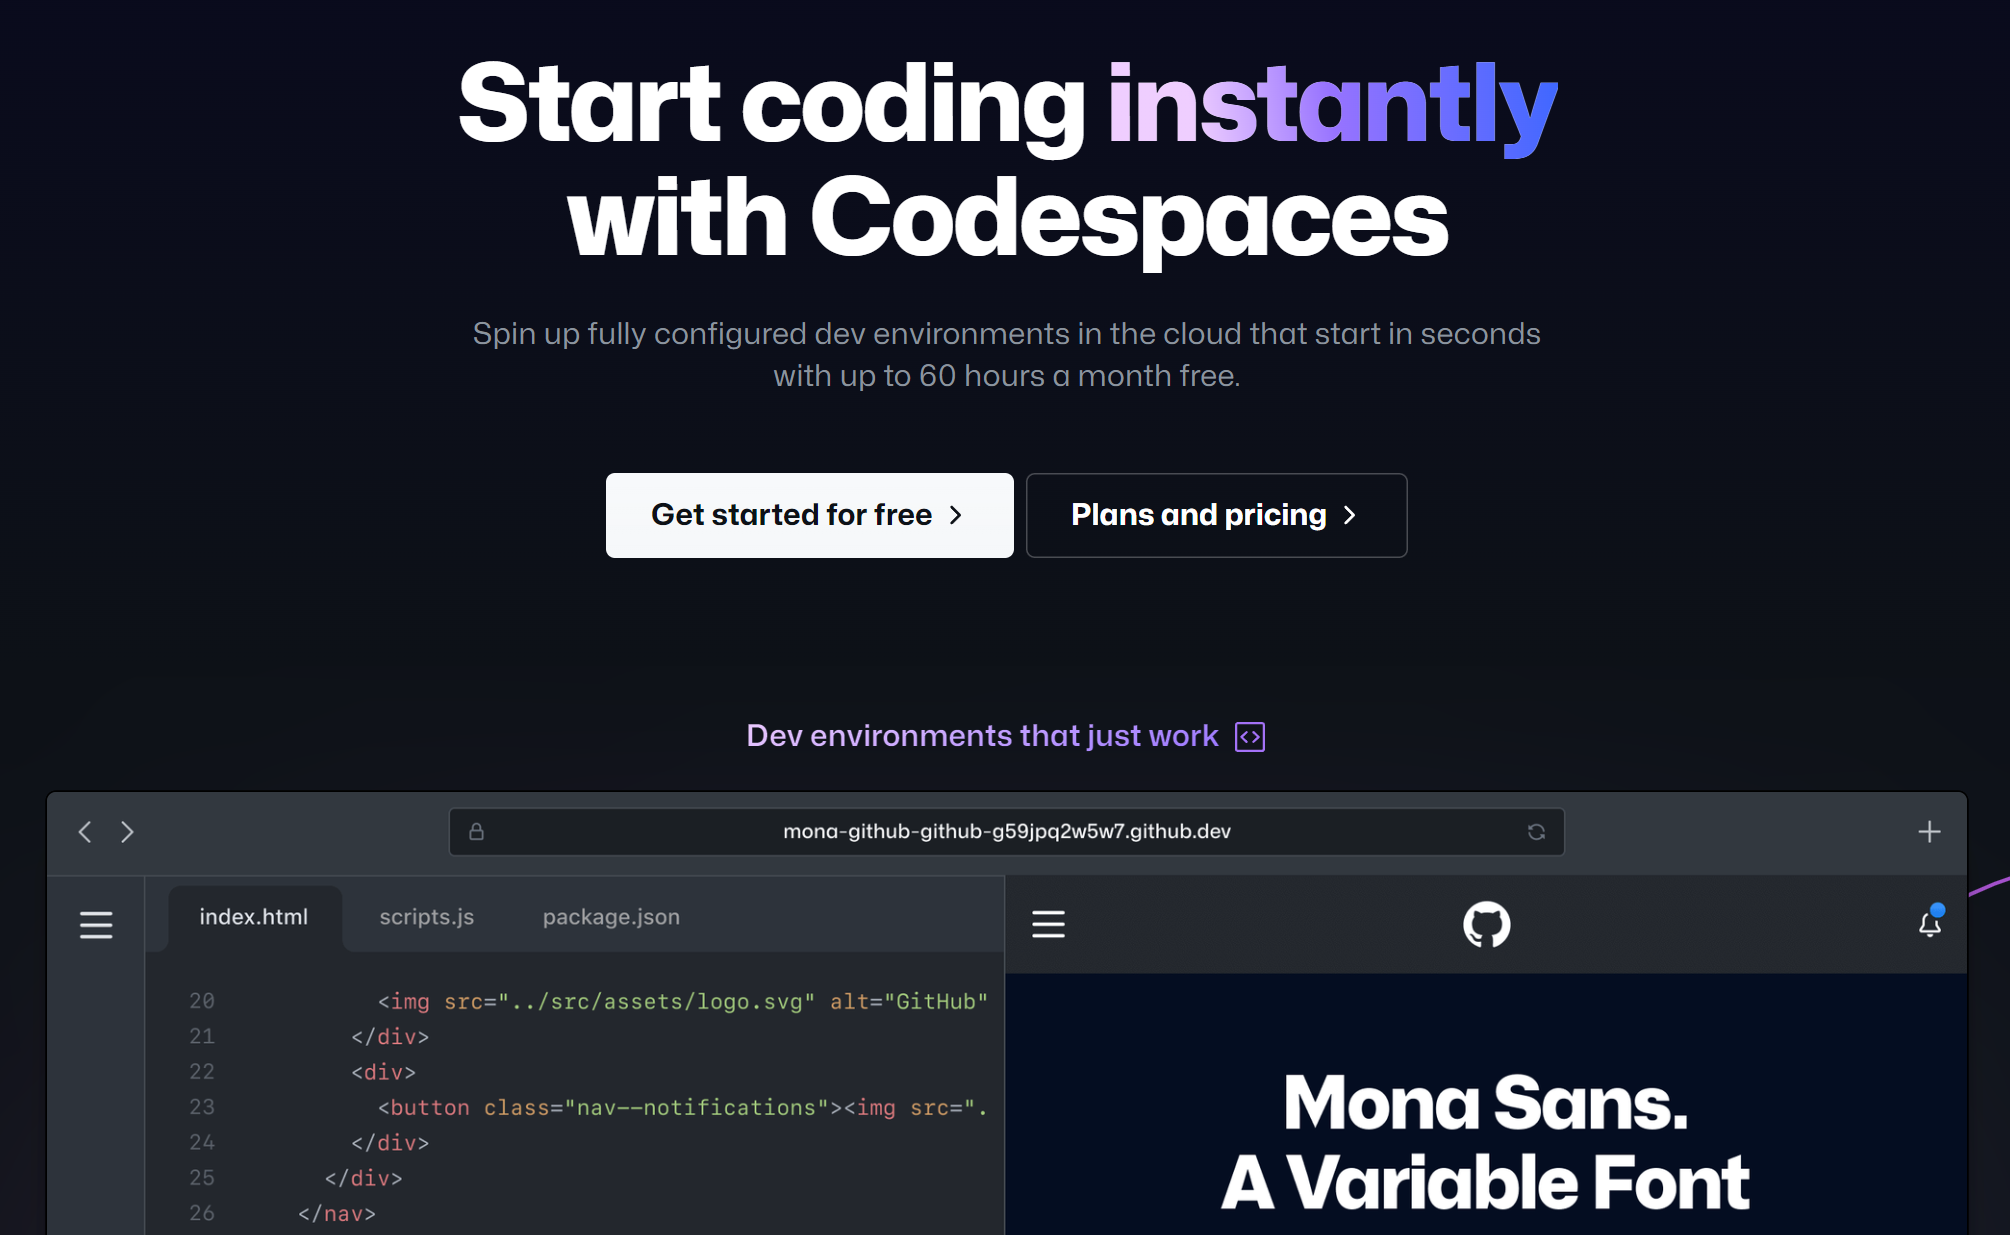 Start coding instantly
with Codespaces
Spin up fully configured dev environments in the cloud that start in seconds
with up to 60 hours a month free.
Get started for free
Plans and pricing
Dev environments that just work
mona-github-github-g59jpq2w5w7.github.dev
index.html scripts.js package.json
20 <img src="../src/assets/logo.svg" alt="GitHub"
21 </div>
22 <div>
23 <button class="nav--notifications"><img src=".
24 </div>
25 </div>
26 </nav>
Mona Sans.
A Variable Font